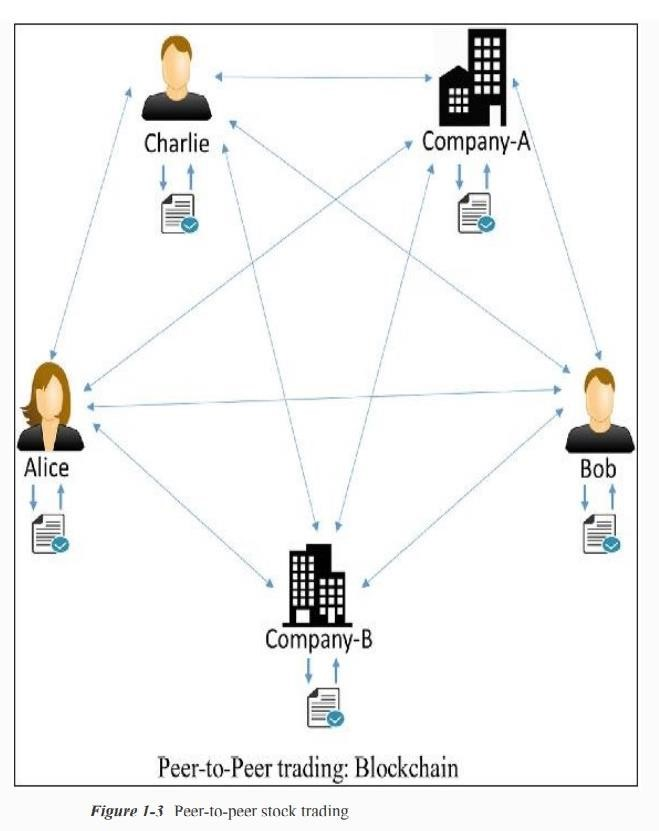 Charlie
Company-A
Alice
Bob
Company-B
Peer-to-Peer trading: Blockchain
Figure 1-3 Peer-to-peer stock trading